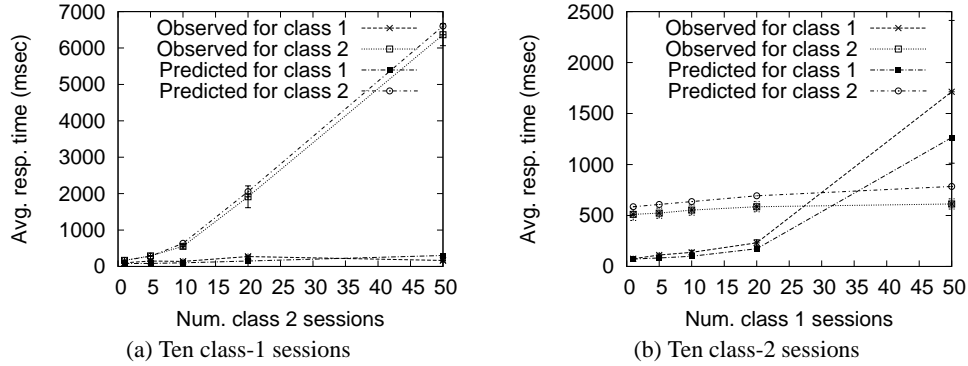 Avg. resp. time (msec)
7000
6000
5000
4000
3000
2000
1000
0
Observed for class 1
Observed for class 2
Predicted for class 1
Predicted for class 2
0 5 10 15 20 25 30 35 40 45 50
Num. class 2 sessions
(a) Ten class-1 sessions
Avg. resp. time (msec)
2500
2000
1500
1000
500
0
Observed for class 1
Observed for class 2
Predicted for class 1
Predicted for class 2
0 5 10 15 20 25 30 35 40 45 50
Num. class 1 sessions
(b) Ten class-2 sessions